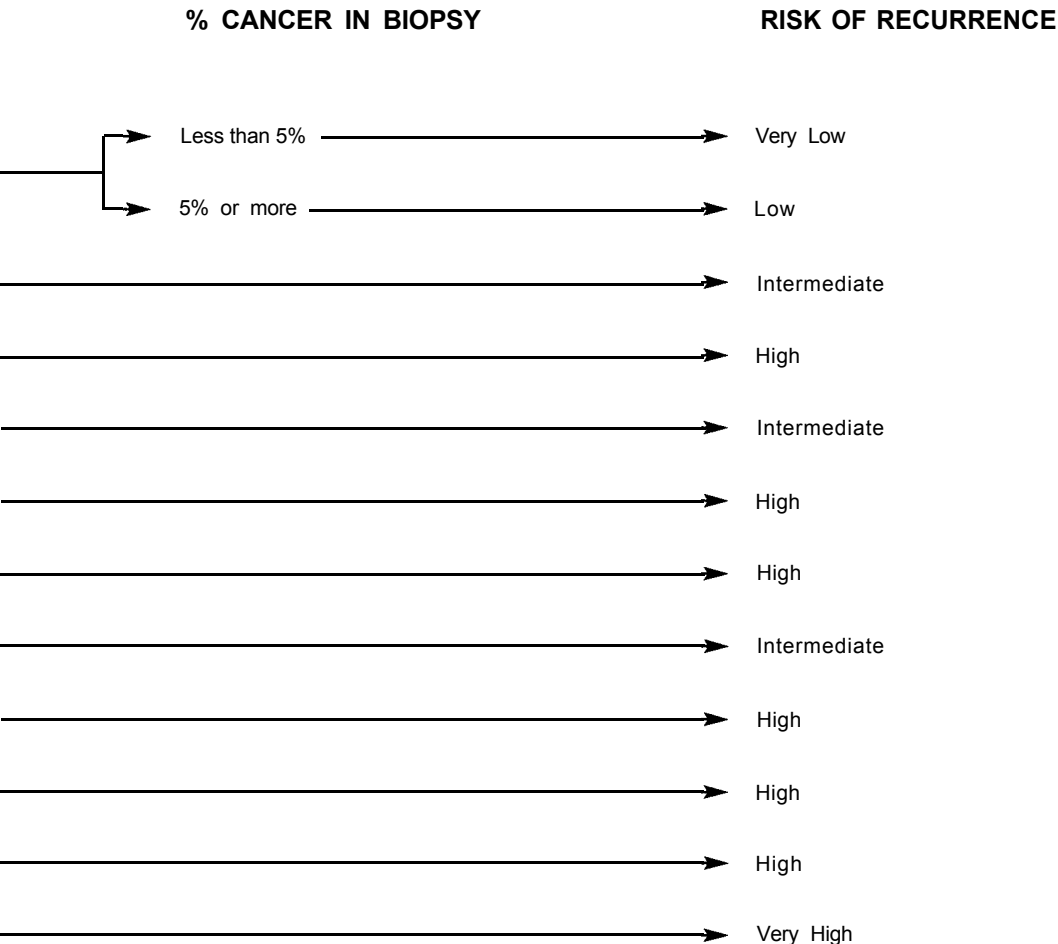 % CANCER IN BIOPSY RISK OF RECURRENCE
Less than 5% Very Low
5% or more Low
Intermediate
High
Intermediate
High
High
Intermediate
High
High
High
Very High